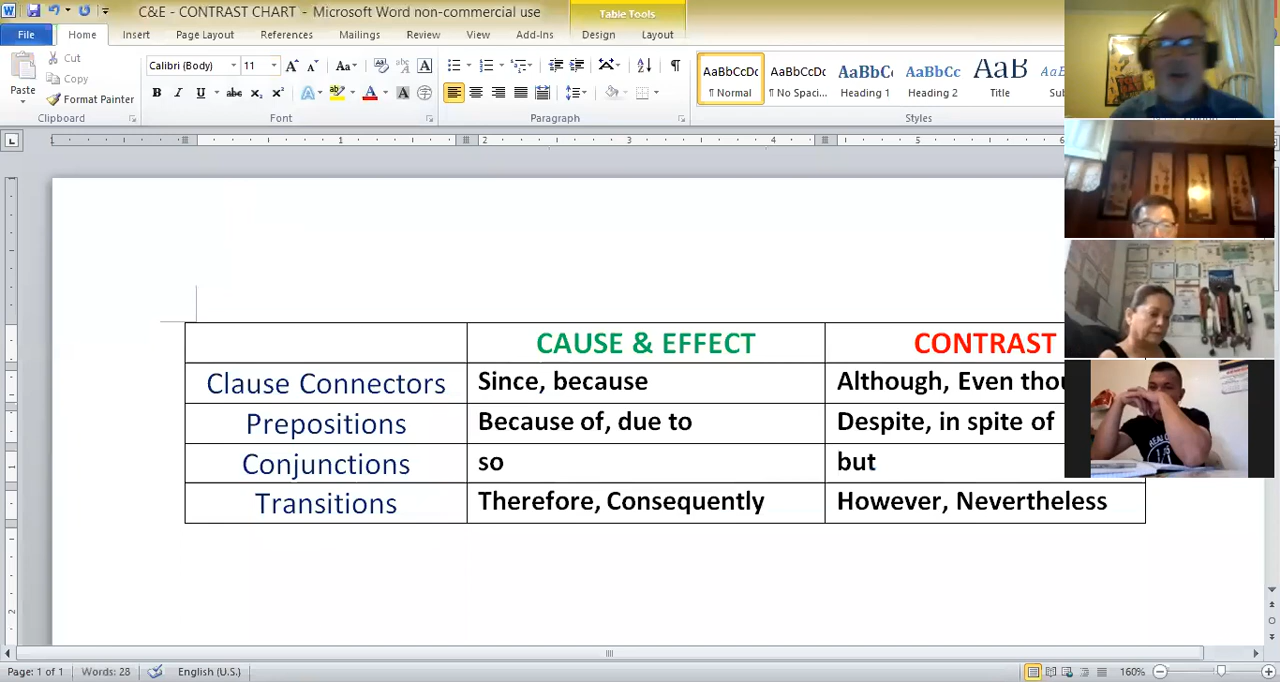 C&E - CONTRAST CHART - Microsoft Word non-commercial use
Table Tools
File Home Insert Page Layout References Mailings Review View Add-Ins Design Layout
Cut
Copy
Paste
Format Painter
Clipboard
Calibri (Body) 11
Font
Paragraph
AaBbCcDc AaBbCcDc AaBbCc AaBbCc AaB
¶ Normal ¶ No Spaci... Heading 1 Heading 2 Title
Styles
CAUSE & EFFECT CONTRAST
Clause Connectors Since, because Although, Even thou
Prepositions Because of, due to Despite, in spite of
Conjunctions so but
Transitions Therefore, Consequently However, Nevertheless
Page: 1 of 1 Words: 28 English (U.S.) 160%